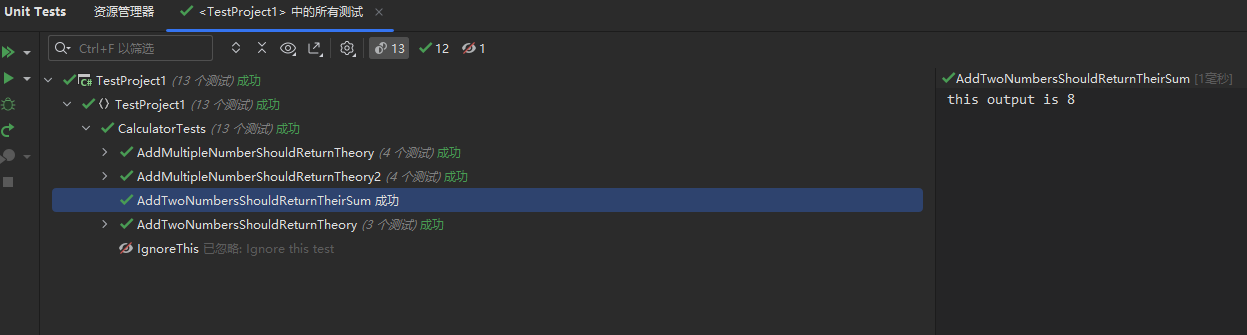 Unit Tests 资源管理器 <TestProject1> 中的所有测试
Ctrl+F 以筛选 13 12 1
TestProject1 (13 个测试) 成功
TestProject1 (13 个测试) 成功
CalculatorTests (13 个测试) 成功
AddMultipleNumberShouldReturnTheory (4 个测试) 成功
AddMultipleNumberShouldReturnTheory2 (4 个测试) 成功
AddTwoNumbersShouldReturnTheirSum 成功
AddTwoNumbersShouldReturnTheory (3 个测试) 成功
IgnoreThis 已忽略: Ignore this test
AddTwoNumbersShouldReturnTheirSum [1毫秒]
this output is 8